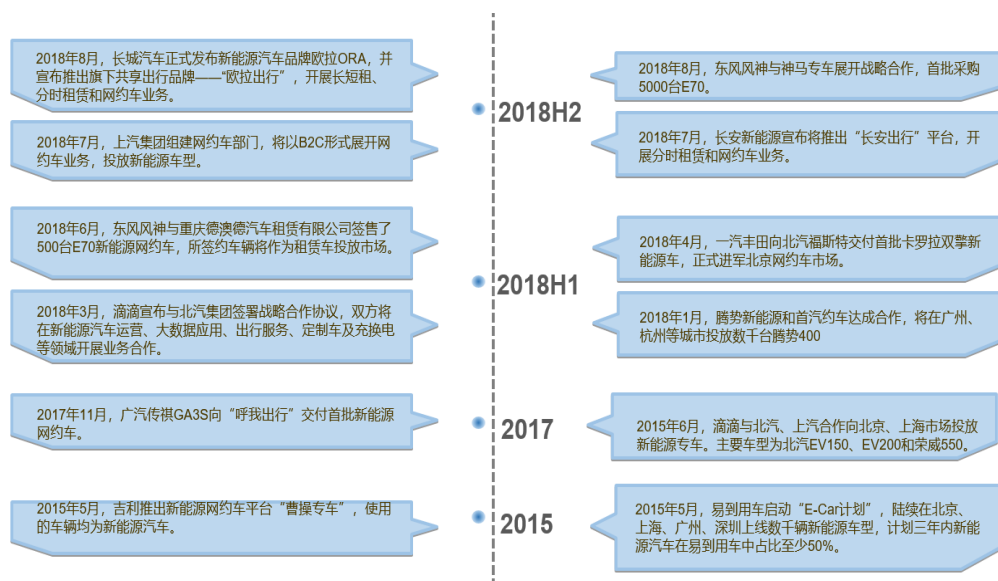 2018年8月，长城汽车正式发布新能源汽车品牌欧拉ORA，并
宣布推出旗下共享出行品牌——“欧拉出行”，开展长短租、
分时租赁和网约车业务。
2018年7月，上汽集团组建网约车部门，将以B2C形式展开网
约车业务，投放新能源车型。
2018H2
2018年8月，东风风神与神马专车展开战略合作，首批采购
5000台E70。
2018年7月，长安新能源宣布将推出“长安出行”平台，开
展分时租赁和网约车业务。
2018年6月，东风风神与重庆德澳德汽车租赁有限公司签售了
500台E70新能源网约车，所签约车辆将作为租赁车投放市场。
2018年3月，滴滴宣布与北汽集团签署战略合作协议，双方将
在新能源汽车运营、大数据应用、出行服务、定制车及充换电
等领域开展业务合作。
2018H1
2018年4月，一汽丰田向北汽福斯特交付首批卡罗拉双擎新
能源车，正式进军北京网约车市场。
2018年1月，腾势新能源和首汽约车达成合作，将在广州、
杭州等城市投放数千台腾势400
2017年11月，广汽传祺GA3S向“呼我出行”交付首批新能源
网约车。
2017
2015年6月，滴滴与北汽、上汽合作向北京、上海市场投放
新能源专车。主要车型为北汽EV150、EV200和荣威550。
2015年5月，吉利推出新能源网约车平台“曹操专车”，使用
的车辆均为新能源汽车。
2015
2015年5月，易到用车启动“E-Car计划”，陆续在北京、
上海、广州、深圳上线数千辆新能源车型，计划三年内新能
源汽车在易到用车中占比至少50%。